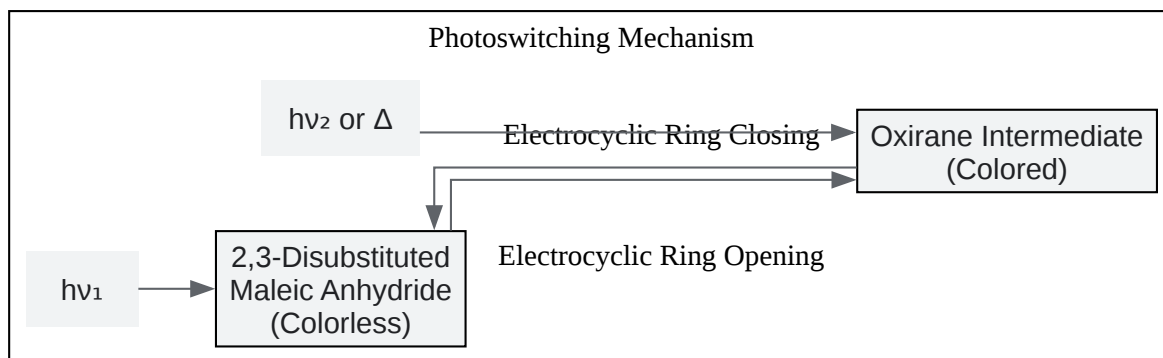 Photoswitching Mechanism
hν₂ or Δ
Electrocyclic Ring Closing
Oxirane Intermediate
(Colored)
2,3-Disubstituted
Maleic Anhydride
(Colorless)
Electrocyclic Ring Opening
hν₁